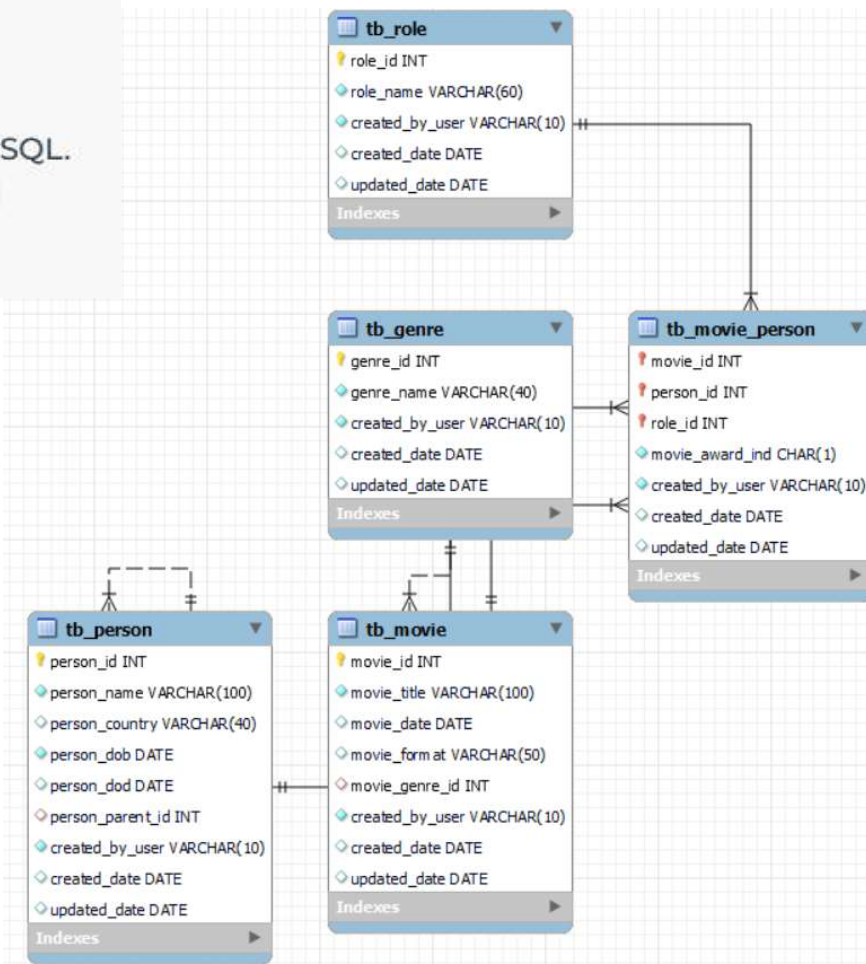 SQL.
tb_role
role_id INT
role_name VARCHAR(60)
created_by_user VARCHAR(10)
created_date DATE
updated_date DATE
Indexes
tb_genre
genre_id INT
genre_name VARCHAR(40)
created_by_user VARCHAR(10)
created_date DATE
updated_date DATE
Indexes
tb_movie_person
movie_id INT
person_id INT
role_id INT
movie_award_ind CHAR(1)
created_by_user VARCHAR(10)
created_date DATE
updated_date DATE
Indexes
tb_person
person_id INT
person_name VARCHAR(100)
person_country VARCHAR(40)
person_dob DATE
person_dod DATE
person_parent_id INT
created_by_user VARCHAR(10)
created_date DATE
updated_date DATE
Indexes
tb_movie
movie_id INT
movie_title VARCHAR(100)
movie_date DATE
movie_format VARCHAR(50)
movie_genre_id INT
created_by_user VARCHAR(10)
created_date DATE
updated_date DATE
Indexes